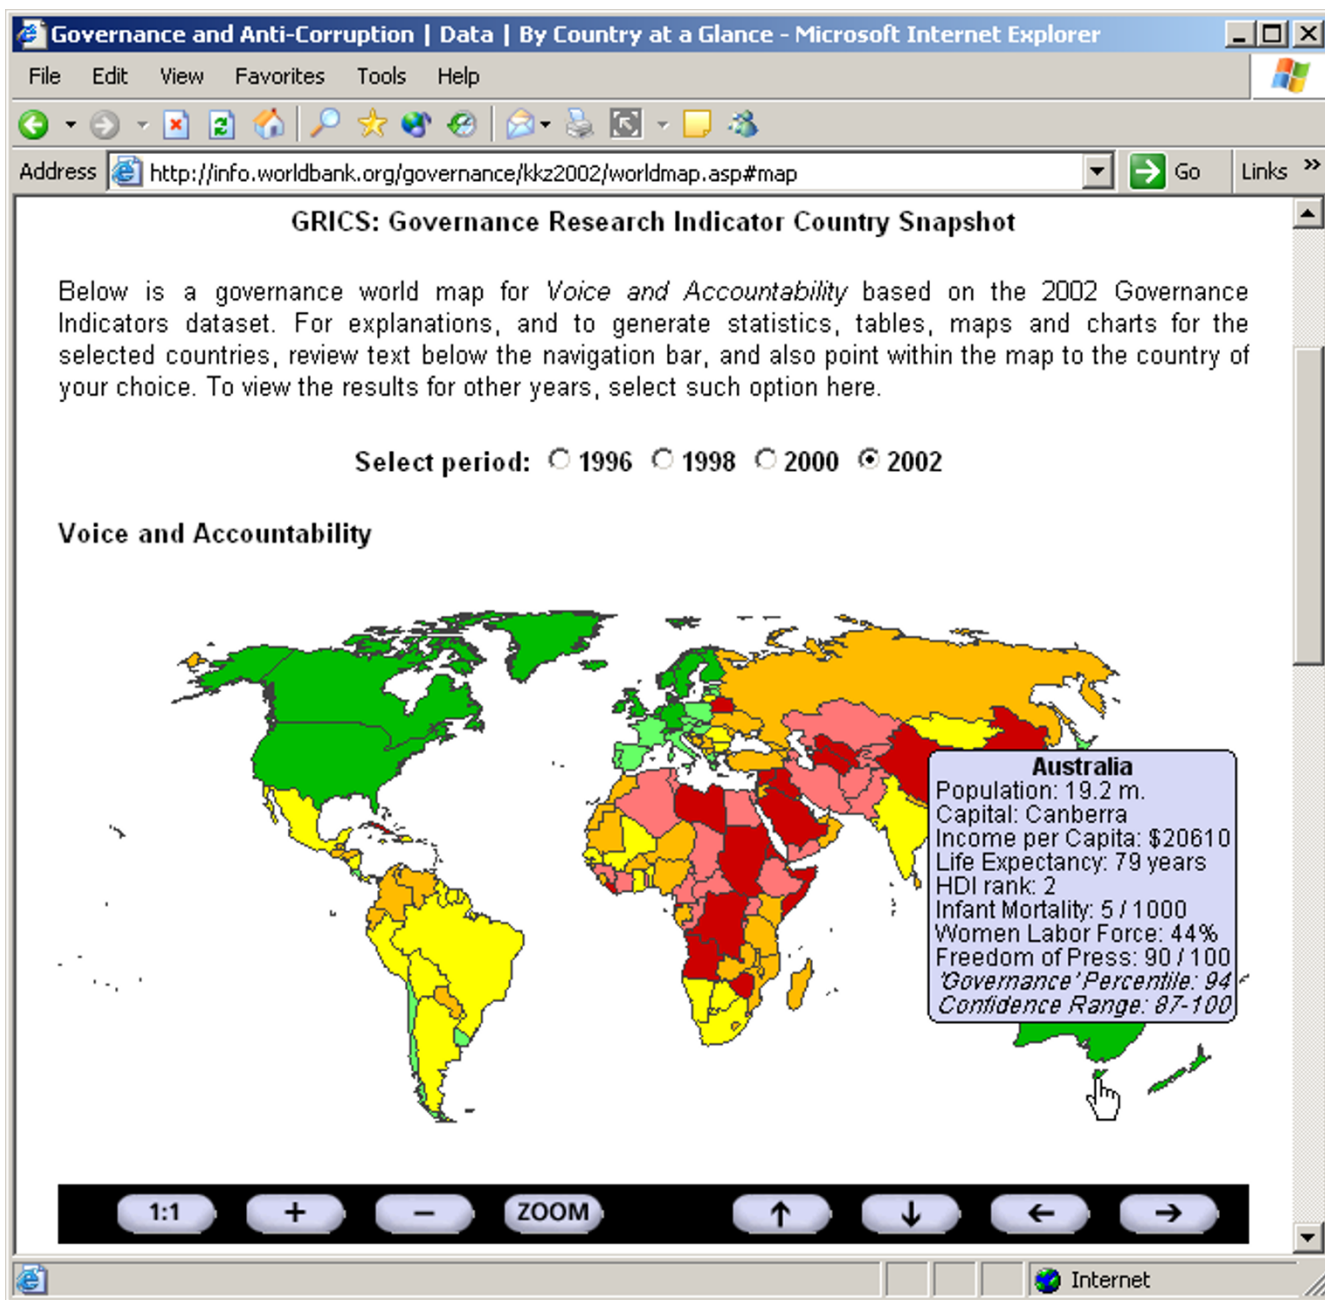 Governance and Anti-Corruption | Data | By Country at a Glance - Microsoft Internet Explorer
File Edit View Favorites Tools Help
Address http://info.worldbank.org/governance/kkz2002/worldmap.asp#map Go Links »
GRICS: Governance Research Indicator Country Snapshot
Below is a governance world map for Voice and Accountability based on the 2002 Governance
Indicators dataset. For explanations, and to generate statistics, tables, maps and charts for the
selected countries, review text below the navigation bar, and also point within the map to the country of
your choice. To view the results for other years, select such option here.
Select period: 1996 1998 2000 2002
Voice and Accountability
Australia
Population: 19.2 m.
Capital: Canberra
Income per Capita: $20610
Life Expectancy: 79 years
HDI rank: 2
Infant Mortality: 5 / 1000
Women Labor Force: 44%
Freedom of Press: 90 / 100
'Governance' Percentile: 94
Confidence Range: 87-100
1:1 + - ZOOM ↑ ↓ ← →
Internet